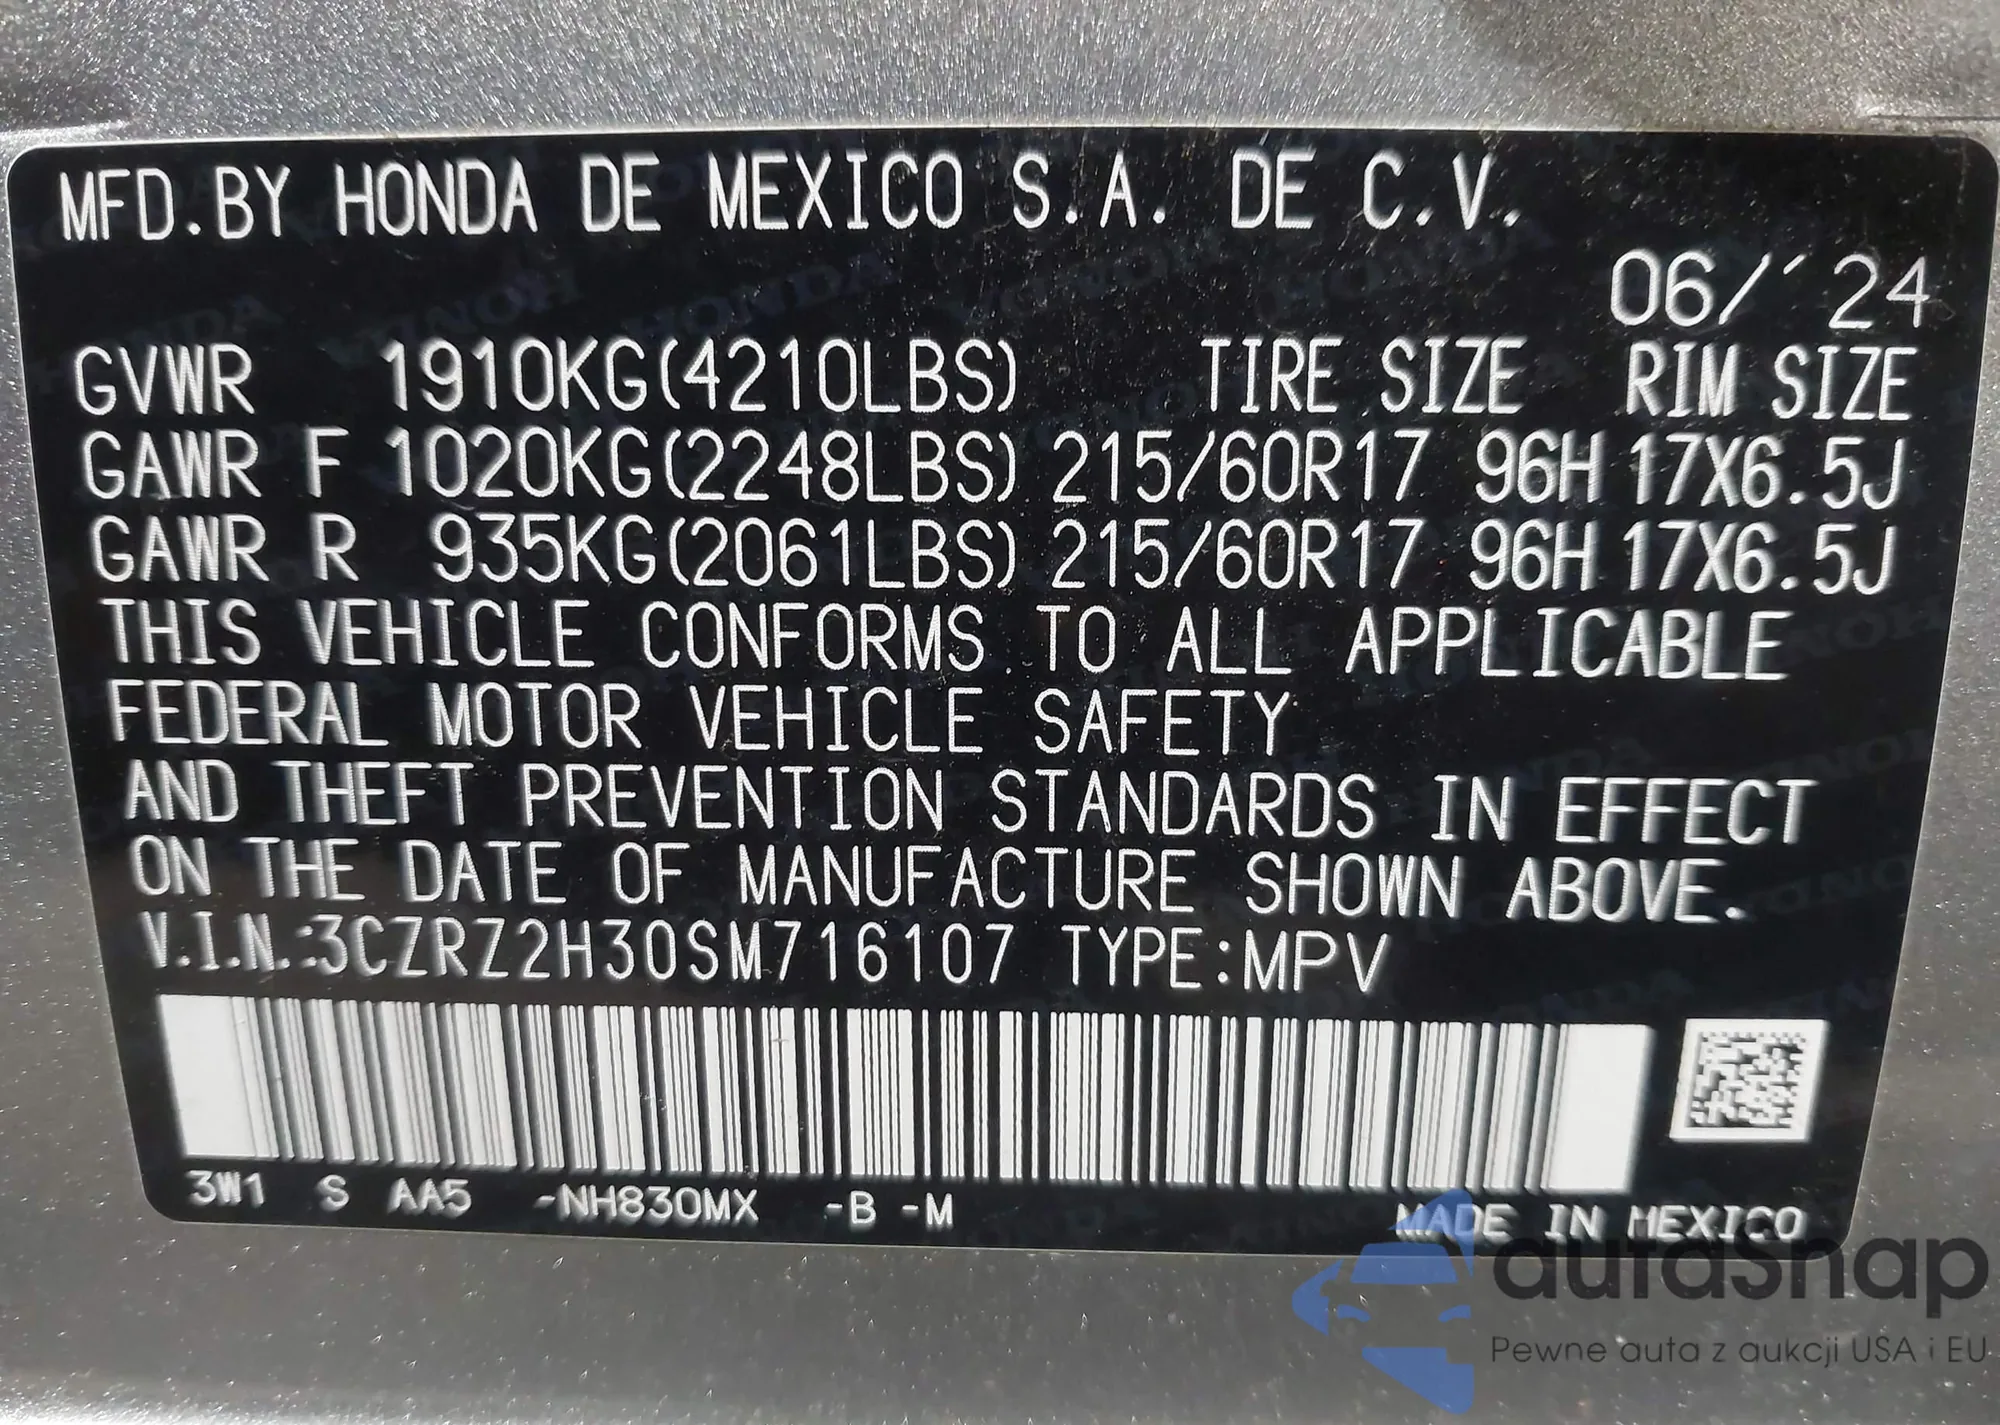 MFD.BY HONDA DE MEXICO S.A. DE C.V.
06/'24
GVWR 1910KG(4210LBS) TIRE SIZE RIM SIZE
GAWR F 1020KG(2248LBS) 215/60R17 96H 17X6.5J
GAWR R 935KG(2061LBS) 215/60R17 96H 17X6.5J
THIS VEHICLE CONFORMS TO ALL APPLICABLE
FEDERAL MOTOR VEHICLE SAFETY
AND THEFT PREVENTION STANDARDS IN EFFECT
ON THE DATE OF MANUFACTURE SHOWN ABOVE.
V.I.N.:3CZRZ2H30SM716107 TYPE:MPV
3W1 S AA5 -NH830MX -B -M
MADE IN MEXICO
autaSnap
Pewne auta z aukcji USA i EU